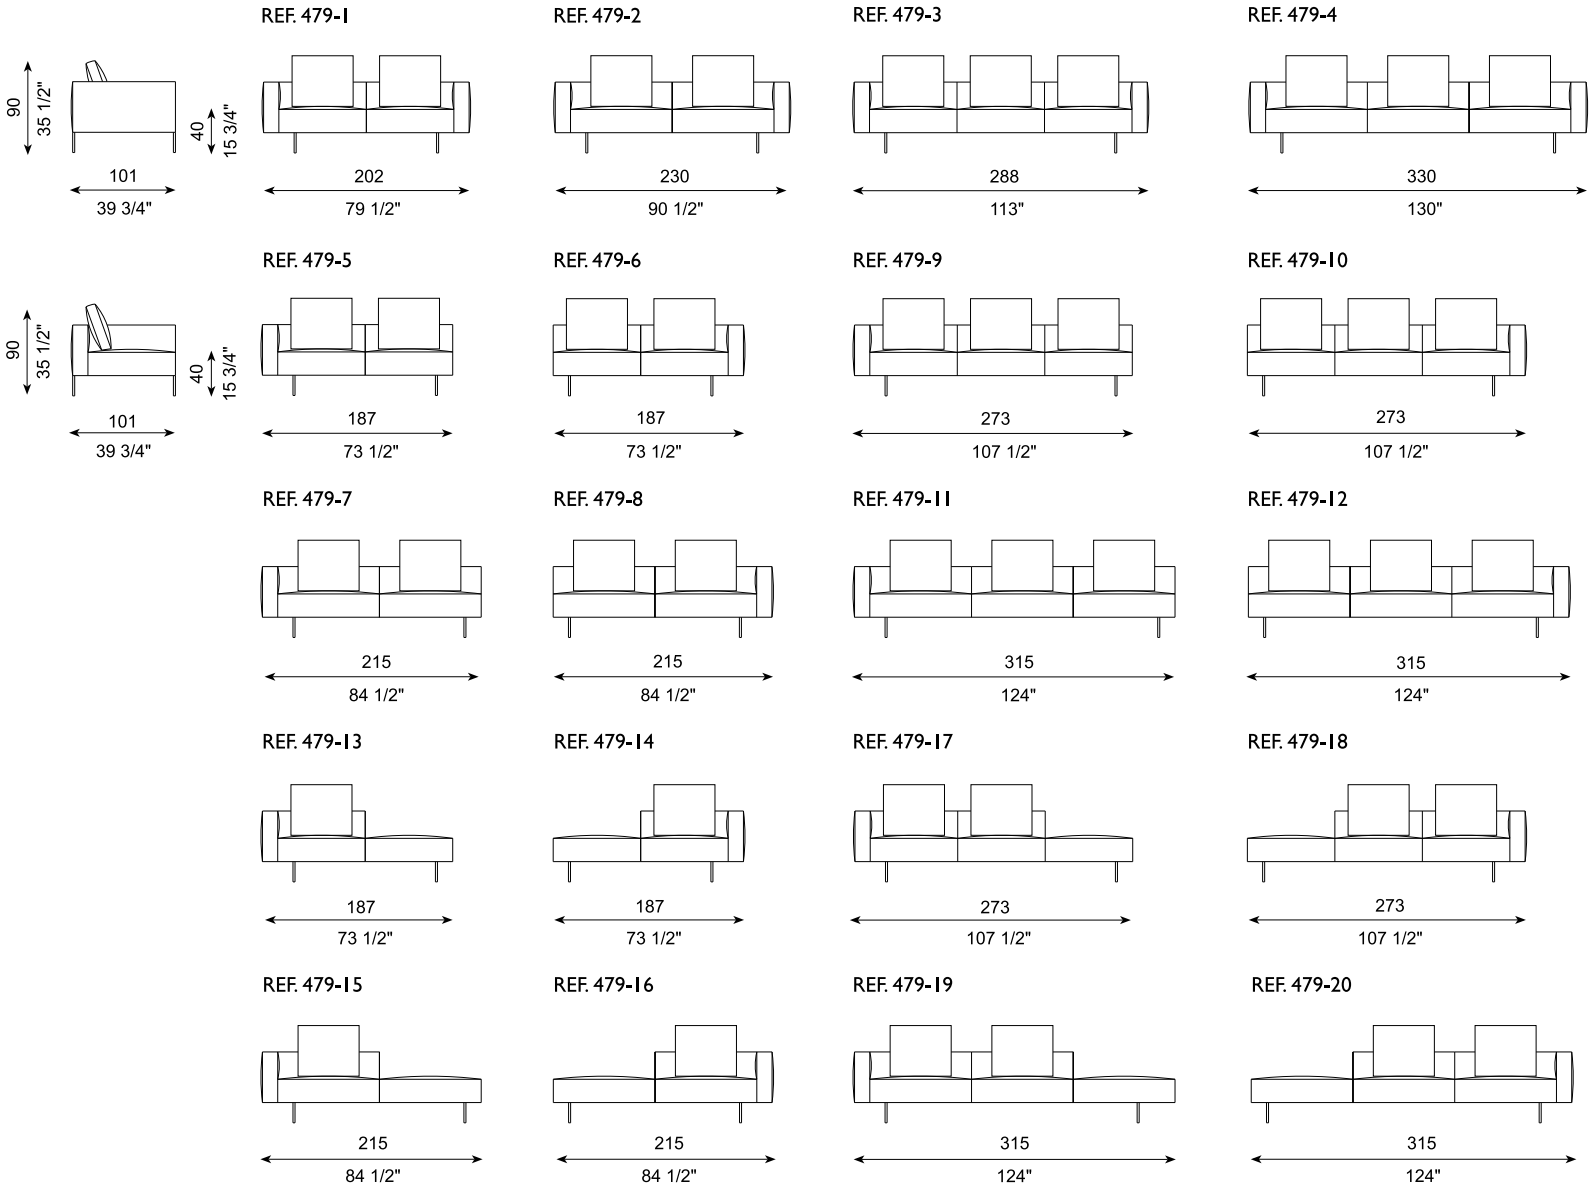 REF. 479-1
REF. 479-2
REF. 479-3
REF. 479-4
90
35 1/2"
40
15 3/4"
101
39 3/4"
202
79 1/2"
230
90 1/2"
288
113"
330
130"
REF. 479-5
REF. 479-6
REF. 479-9
REF. 479-10
90
35 1/2"
40
15 3/4"
101
39 3/4"
187
73 1/2"
187
73 1/2"
273
107 1/2"
273
107 1/2"
REF. 479-7
REF. 479-8
REF. 479-11
REF. 479-12
215
84 1/2"
215
84 1/2"
315
124"
315
124"
REF. 479-13
REF. 479-14
REF. 479-17
REF. 479-18
187
73 1/2"
187
73 1/2"
273
107 1/2"
273
107 1/2"
REF. 479-15
REF. 479-16
REF. 479-19
REF. 479-20
215
84 1/2"
215
84 1/2"
315
124"
315
124"